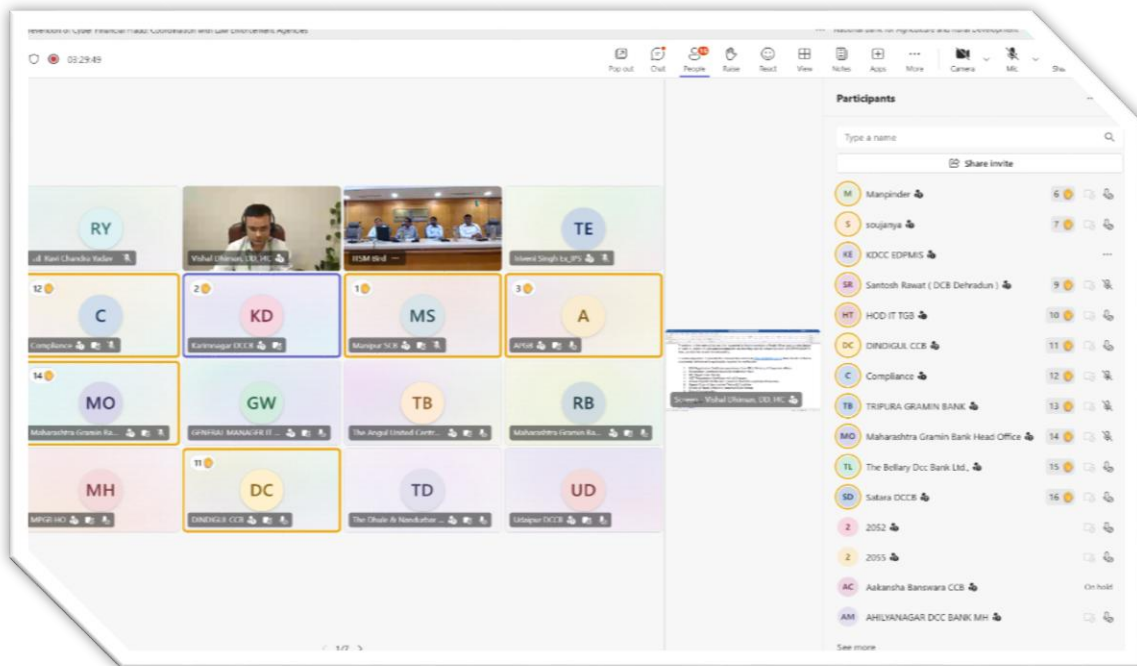 revention of Cyber Financial Fraud: Coordination with Law Enforcement Agencies
National Bank for Agriculture and Rural Development
03:29:49
Pop out Chat People Raise React View Notes Apps More Camera Mic Sha
Participants
Type a name
Share invite
RY
Ravi Chandra Yadav
Vishal Dhiman, DD, HC
TE
12
C
Compliance
2
KD
Karimnagar DCCB
1
MS
Manipur SCB
3
A
APGB
14
MO
Maharashtra Gramin Ba...
GW
GENERAL MANAGER IT ...
TB
The Angul United Centr...
RB
Maharashtra Gramin Ba...
MH
MPGB HO
11
DC
DINDIGUL CCB
TD
The Dhule & Nandurbar ...
UD
Udaipur DCCB
1/7
Screen - Vishal Dhiman, DD, HC
M Manpinder 6
S soujanya 7
KE KDCC EDPMIS
SR Santosh Rawat ( DCB Dehradun ) 9
HT HOD IT TGB 10
DC DINDIGUL CCB 11
C Compliance 12
TB TRIPURA GRAMIN BANK 13
MO Maharashtra Gramin Bank Head Office 14
TL The Bellary Dcc Bank Ltd., 15
SD Satara DCCB 16
2 2052
2 2055
AC Aakansha Banswara CCB On hold
AM AHILYANAGAR DCC BANK MH
See more